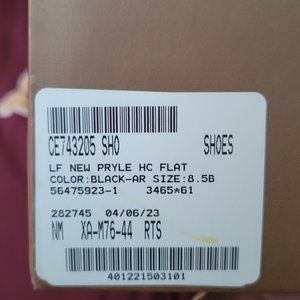 CE743205 SHO SHOES
LF NEW PRYLE HC FLAT
COLOR:BLACK-AR SIZE:8.5B
56475923-1 3465*61
282745 04/06/23
NM XA-M76-44 RTS
401221503101